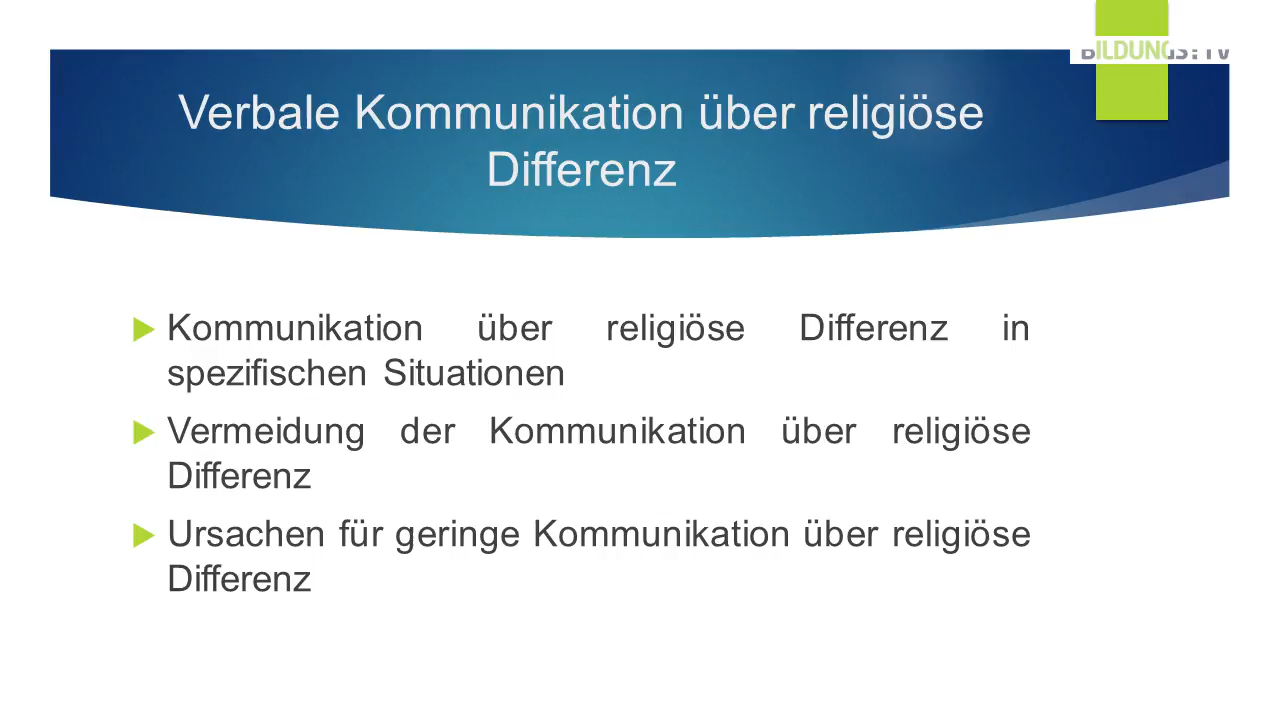 BILDUNGS:TV
Verbale Kommunikation über religiöse
Differenz
Kommunikation über religiöse Differenz in
spezifischen Situationen
Vermeidung der Kommunikation über religiöse
Differenz
Ursachen für geringe Kommunikation über religiöse
Differenz